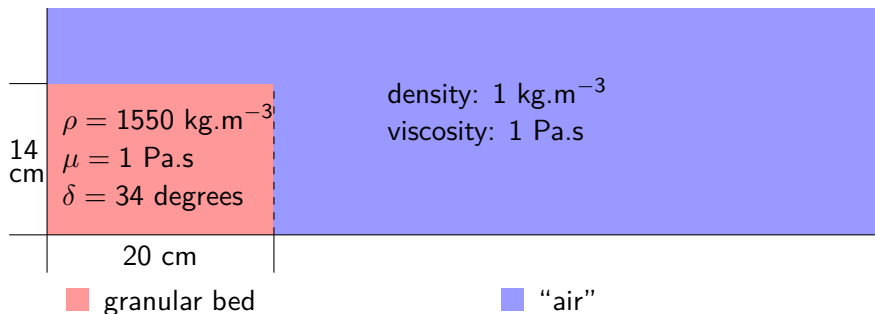 density: 1 kg.m⁻³
viscosity: 1 Pa.s
ρ = 1550 kg.m⁻³
μ = 1 Pa.s
δ = 34 degrees
14
cm
20 cm
granular bed
“air”